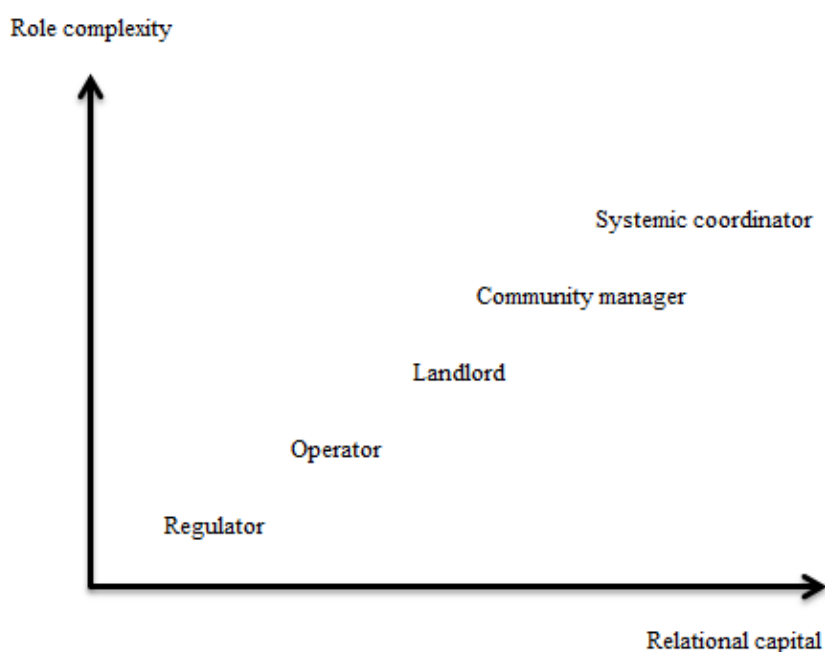 Role complexity
Systemic coordinator
Community manager
Landlord
Operator
Regulator
Relational capital